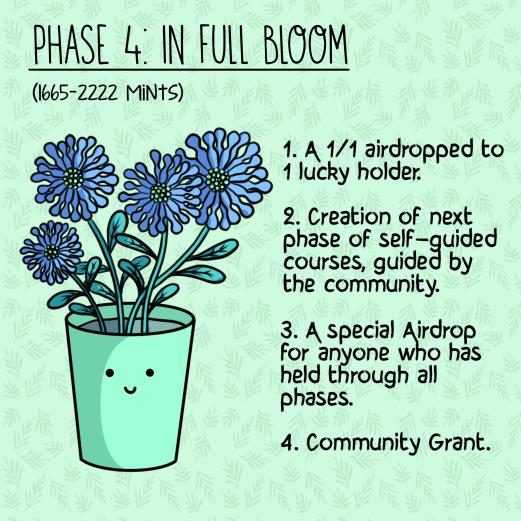 PHASE 4: IN FULL BLOOM
(1665-2222 MINTS)
1. A 1/1 airdropped to
1 lucky holder.
2. Creation of next
phase of self-guided
courses, guided by
the community.
3. A special Airdrop
for anyone who has
held through all
phases.
4. Community Grant.